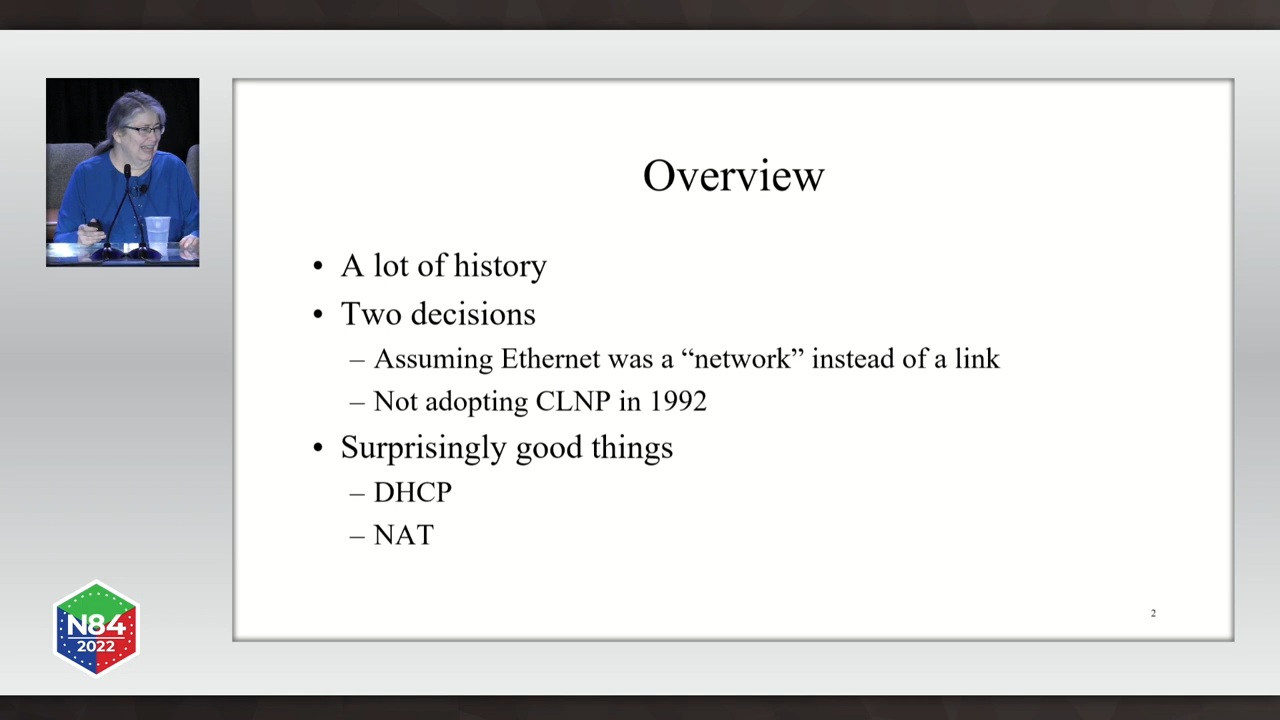 Overview
• A lot of history
• Two decisions
– Assuming Ethernet was a “network” instead of a link
– Not adopting CLNP in 1992
• Surprisingly good things
– DHCP
– NAT
2
N84
2022